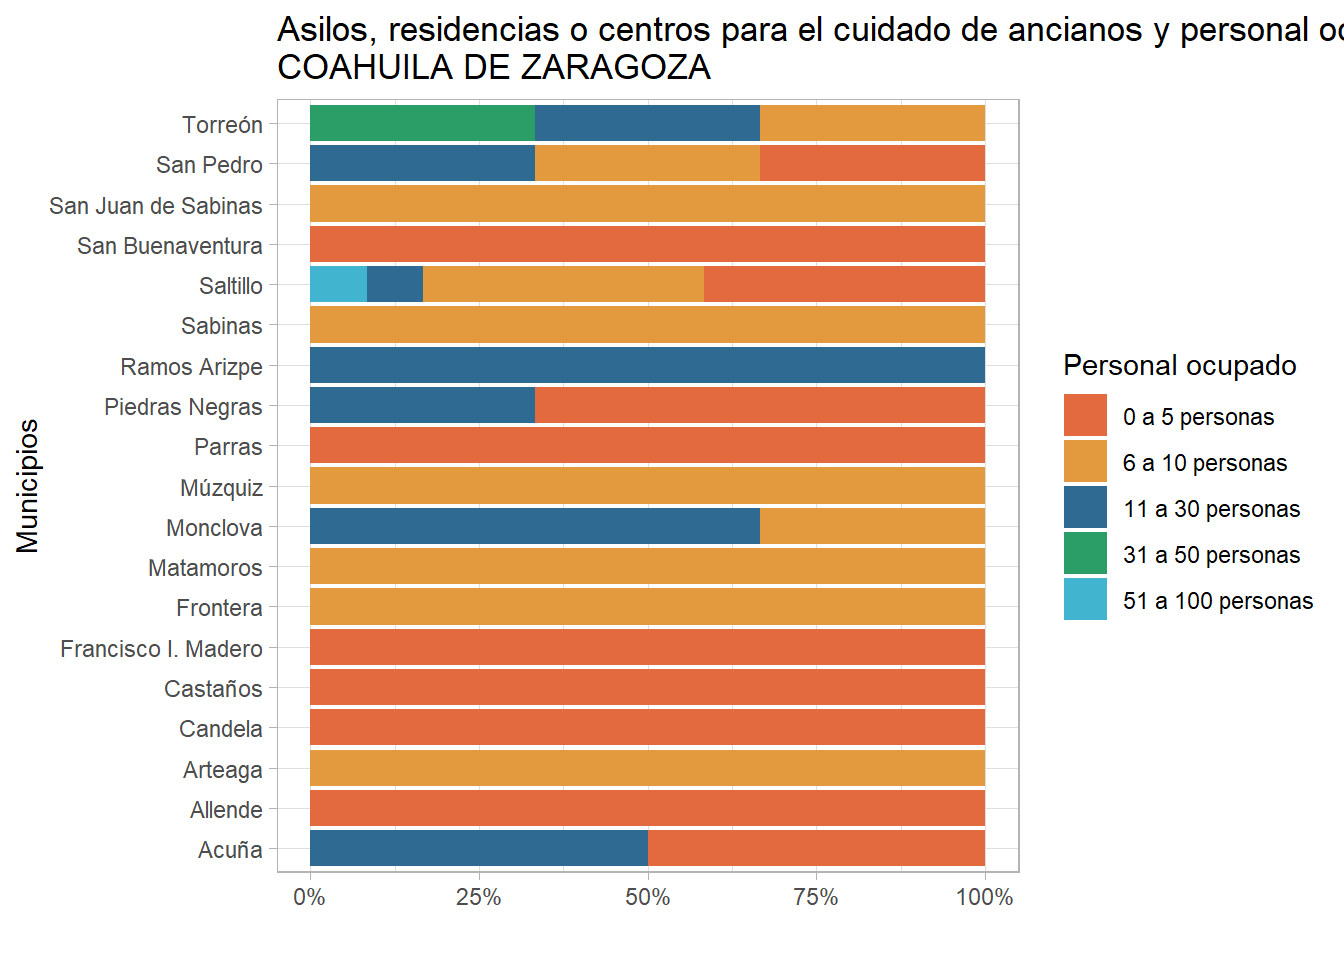 Asilos, residencias o centros para el cuidado de ancianos y personal
COAHUILA DE ZARAGOZA
Torreón
San Pedro
San Juan de Sabinas
San Buenaventura
Saltillo
Sabinas
Ramos Arizpe
Piedras Negras
Parras
Múzquiz
Monclova
Matamoros
Frontera
Francisco I. Madero
Castaños
Candela
Arteaga
Allende
Acuña
Municipios
0%
25%
50%
75%
100%
Personal ocupado
0 a 5 personas
6 a 10 personas
11 a 30 personas
31 a 50 personas
51 a 100 personas